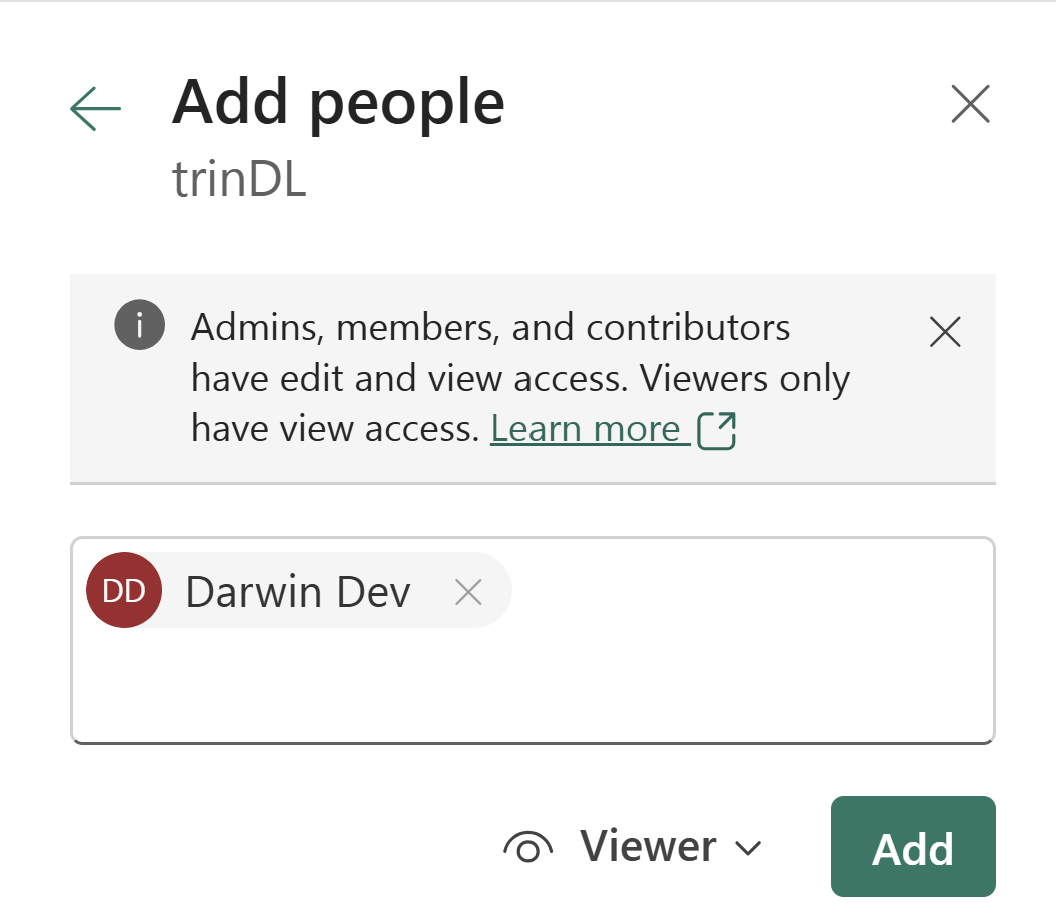 Add people
trinDL
Admins, members, and contributors
have edit and view access. Viewers only
have view access. Learn more
DD Darwin Dev
Viewer
Add